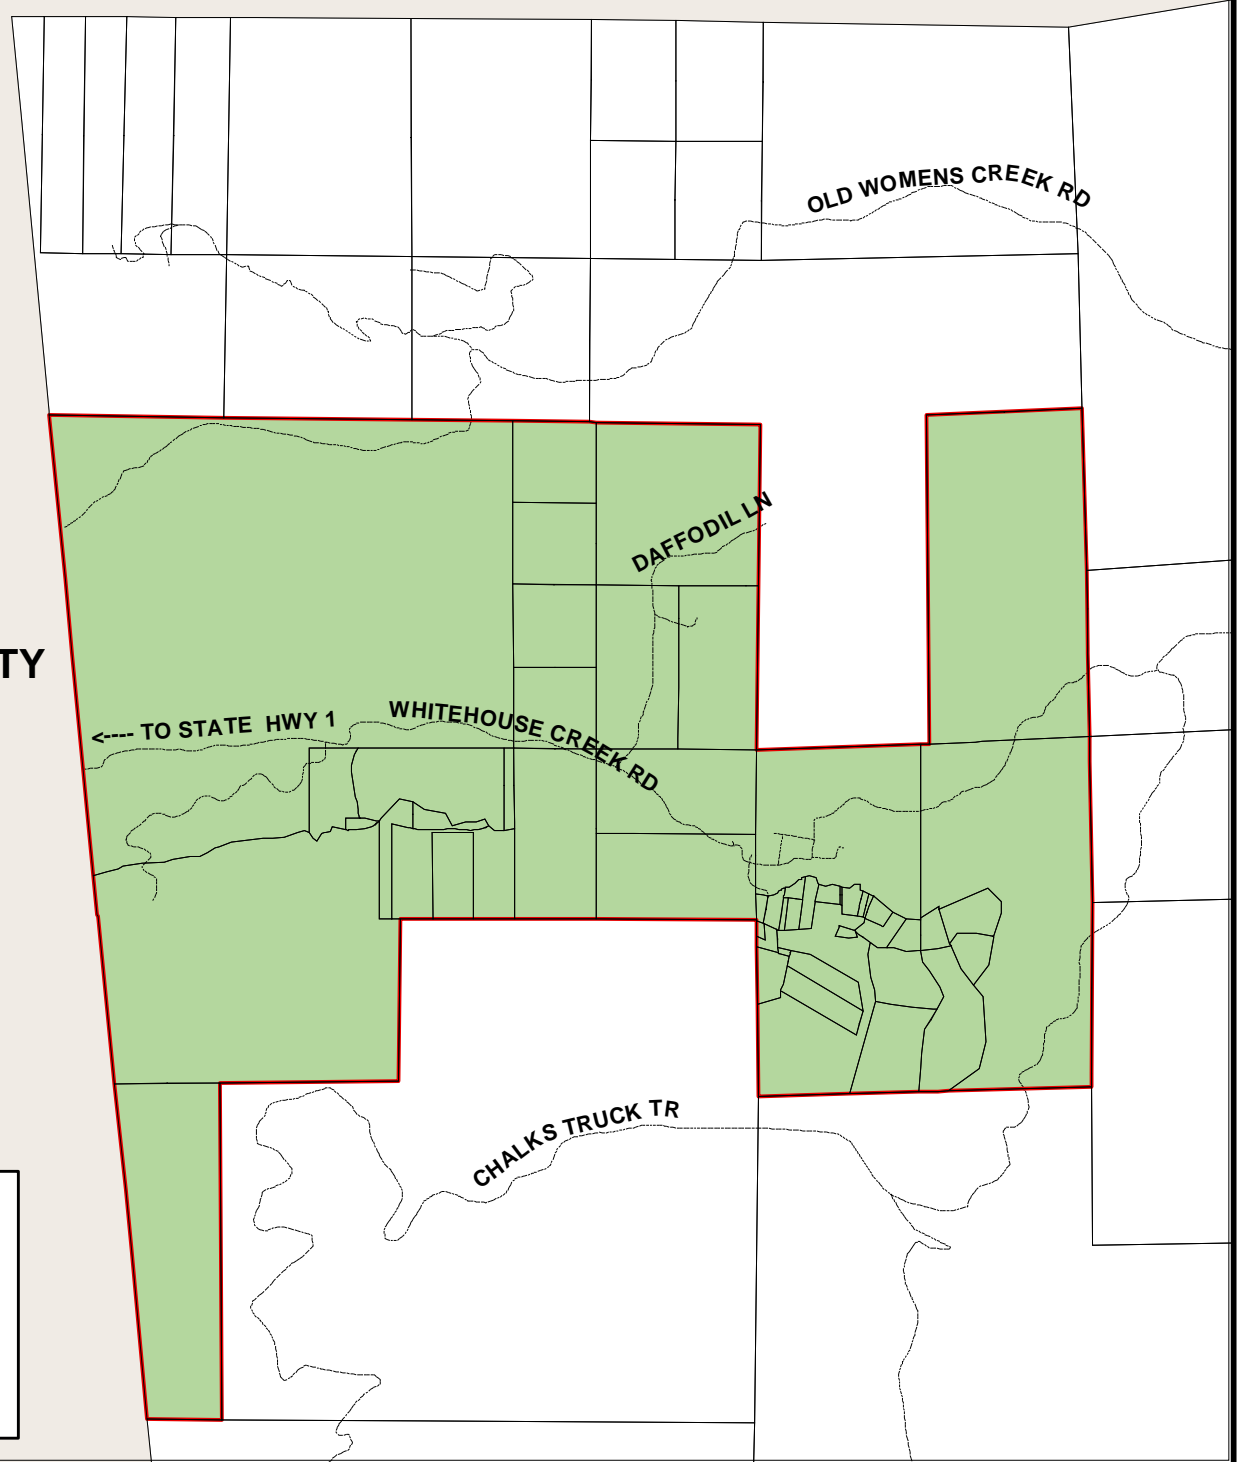 OLD WOMENS CREEK RD
DAFFODIL LN
TY
<---- TO STATE HWY 1
WHITEHOUSE CREEK RD
CHALKS TRUCK TR